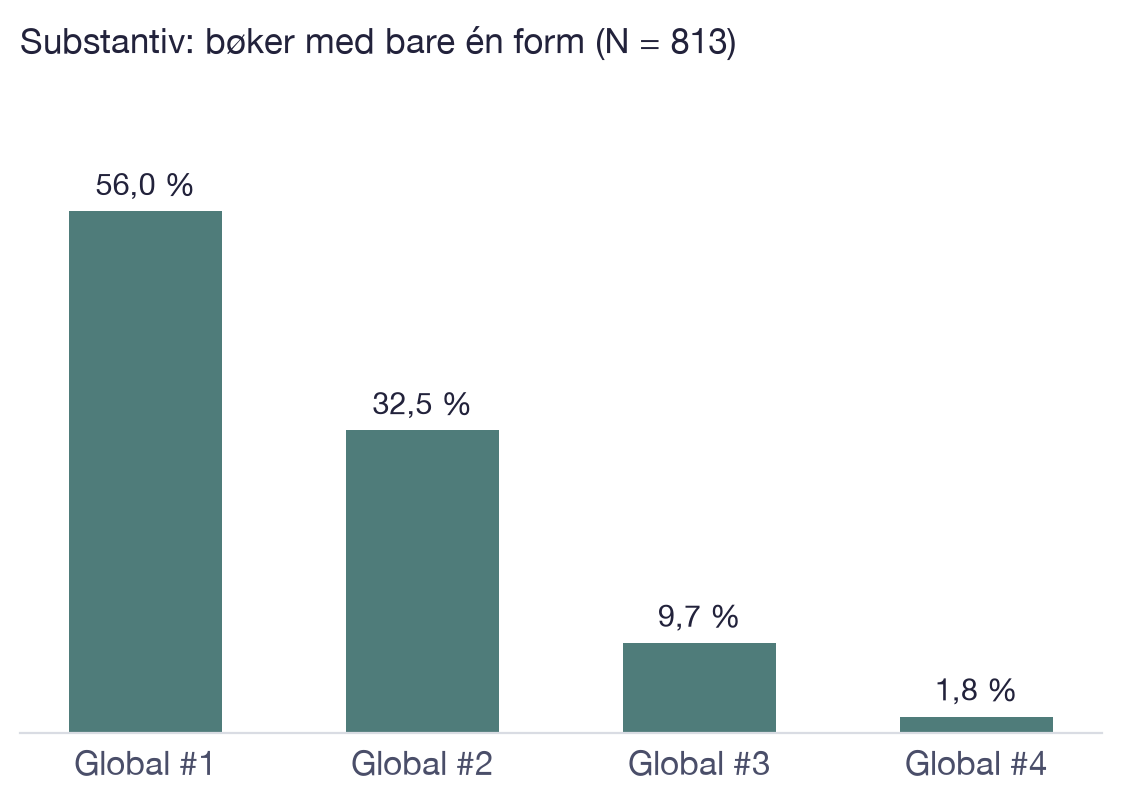 Substantiv: bøker med bare én form (N = 813)
56,0 %
32,5 %
9,7 %
1,8 %
Global #1
Global #2
Global #3
Global #4